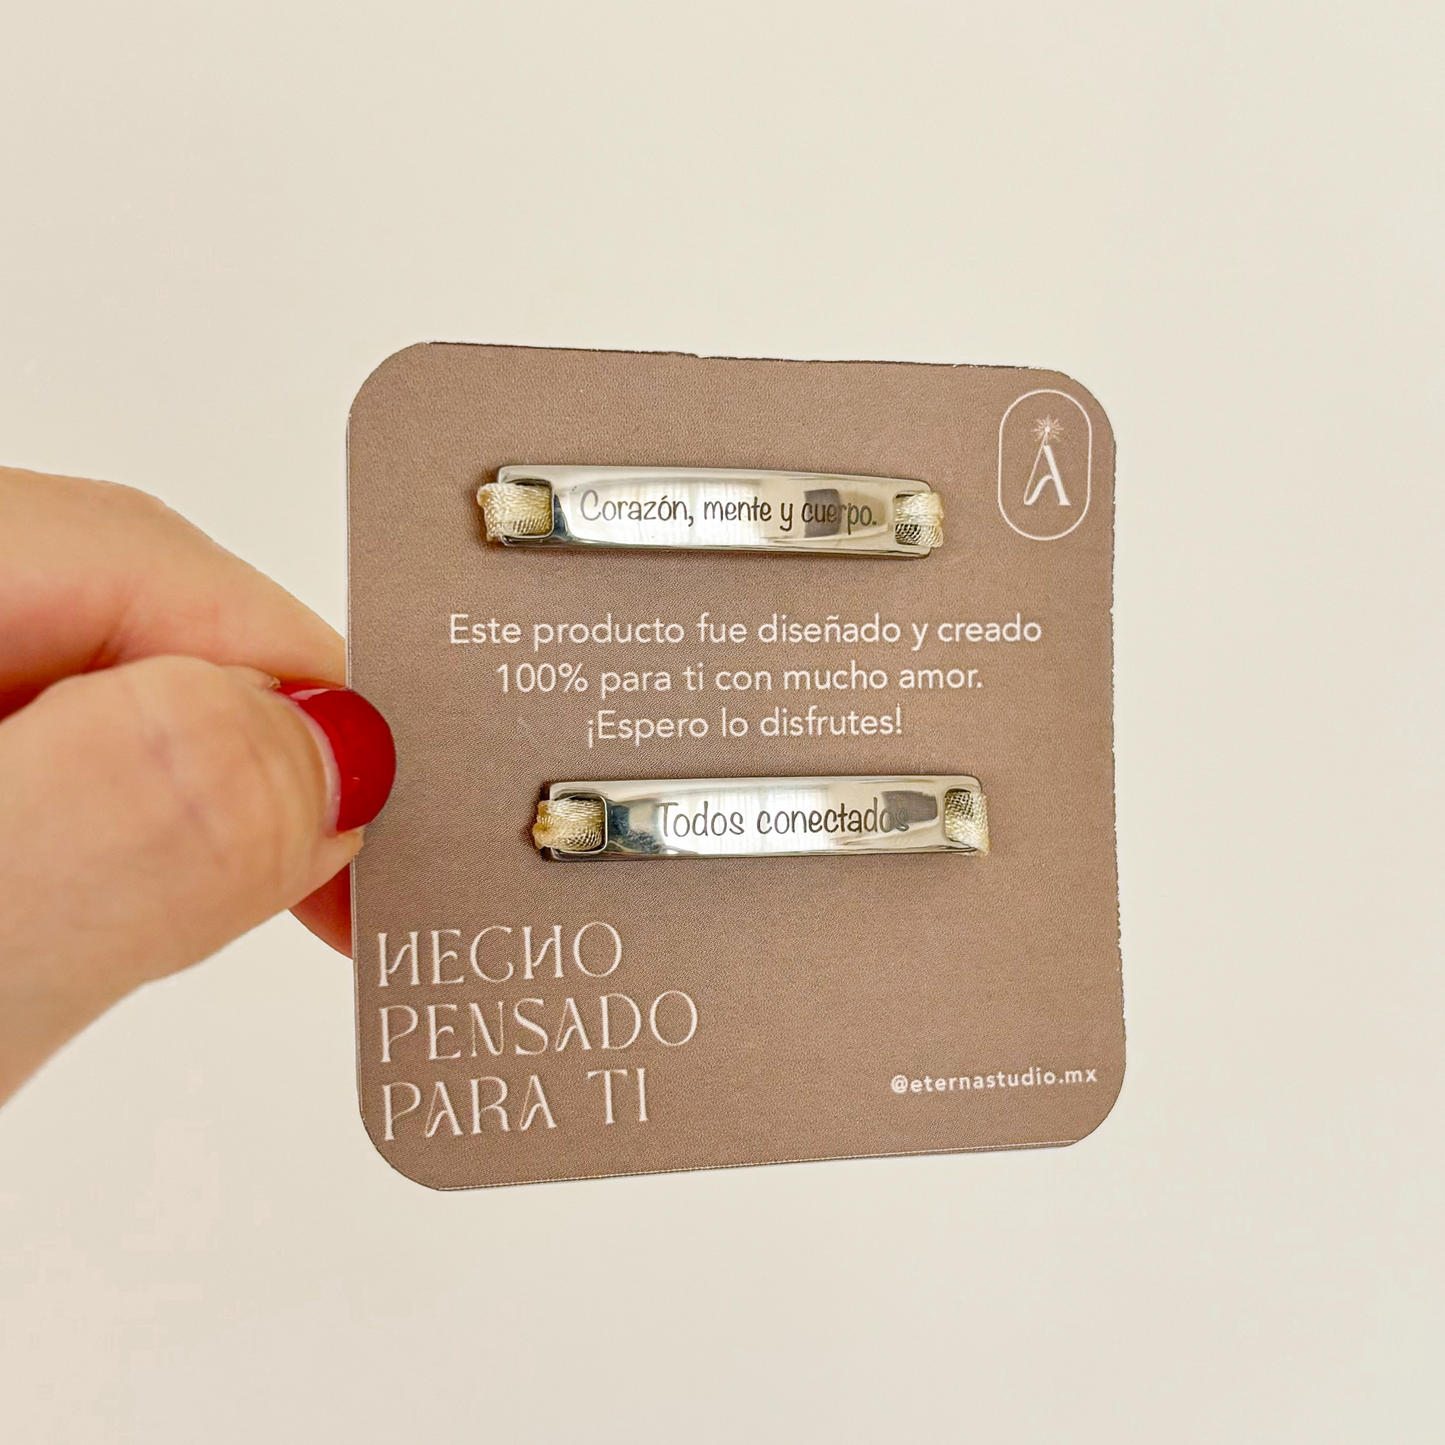 Corazón, mente y cuerpo.
A
Este producto fue diseñado y creado
100% para ti con mucho amor.
¡Espero lo disfrutes!
Todos conectados
HECHO
PENSADO
PARA TI
@eternastudio.mx